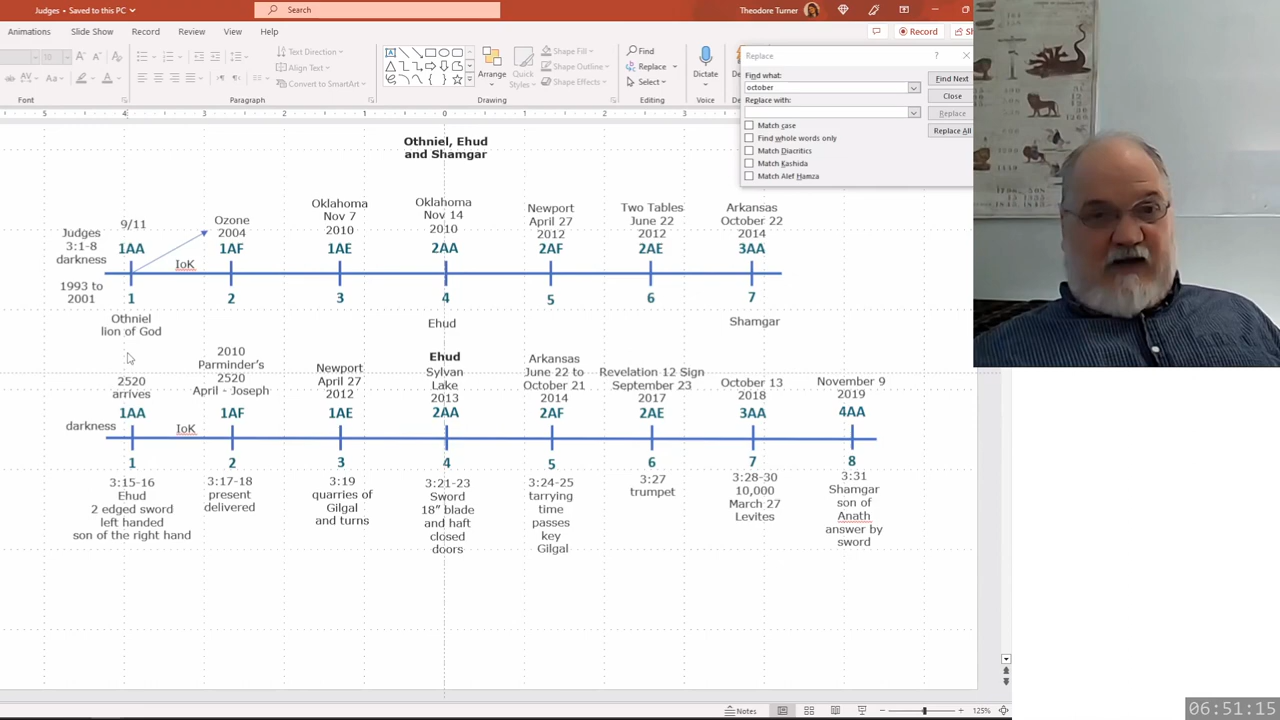 Judges • Saved to this PC
Search
Theodore Turner
Animations
Slide Show
Record
Review
View
Help
Record
Sh
Text Direction
Align Text
Convert to SmartArt
Arrange
Quick
Styles
Shape Fill
Shape Outline
Shape Effects
Find
Replace
Select
Dictate
Font
Paragraph
Drawing
Editing
Voice
Replace
?
Find what:
october
Replace with:
Match case
Find whole words only
Match Diacritics
Match Kashida
Match Alef Hamza
Find Next
Close
Replace
Replace All
Othniel, Ehud
and Shamgar
Judges
3:1-8
darkness
1993 to
2001
9/11
1AA
1
Othniel
lion of God
IoK
Ozone
2004
1AF
2
Oklahoma
Nov 7
2010
1AE
3
Oklahoma
Nov 14
2010
2AA
4
Ehud
Newport
April 27
2012
2AF
5
Two Tables
June 22
2012
2AE
6
Arkansas
October 22
2014
3AA
7
Shamgar
darkness
2520
arrives
1AA
1
3:15-16
Ehud
2 edged sword
left handed
son of the right hand
IoK
2010
Parminder's
2520
April - Joseph
1AF
2
3:17-18
present
delivered
Newport
April 27
2012
1AE
3
3:19
quarries of
Gilgal
and turns
Ehud
Sylvan
Lake
2013
2AA
4
3:21-23
Sword
18" blade
and haft
closed
doors
Arkansas
June 22 to
October 21
2014
2AF
5
3:24-25
tarrying
time
passes
key
Gilgal
Revelation 12 Sign
September 23
2017
2AE
6
3:27
trumpet
October 13
2018
3AA
7
3:28-30
10,000
March 27
Levites
November 9
2019
4AA
8
3:31
Shamgar
son of
Anath
answer by
sword
Notes
125%
06:51:15